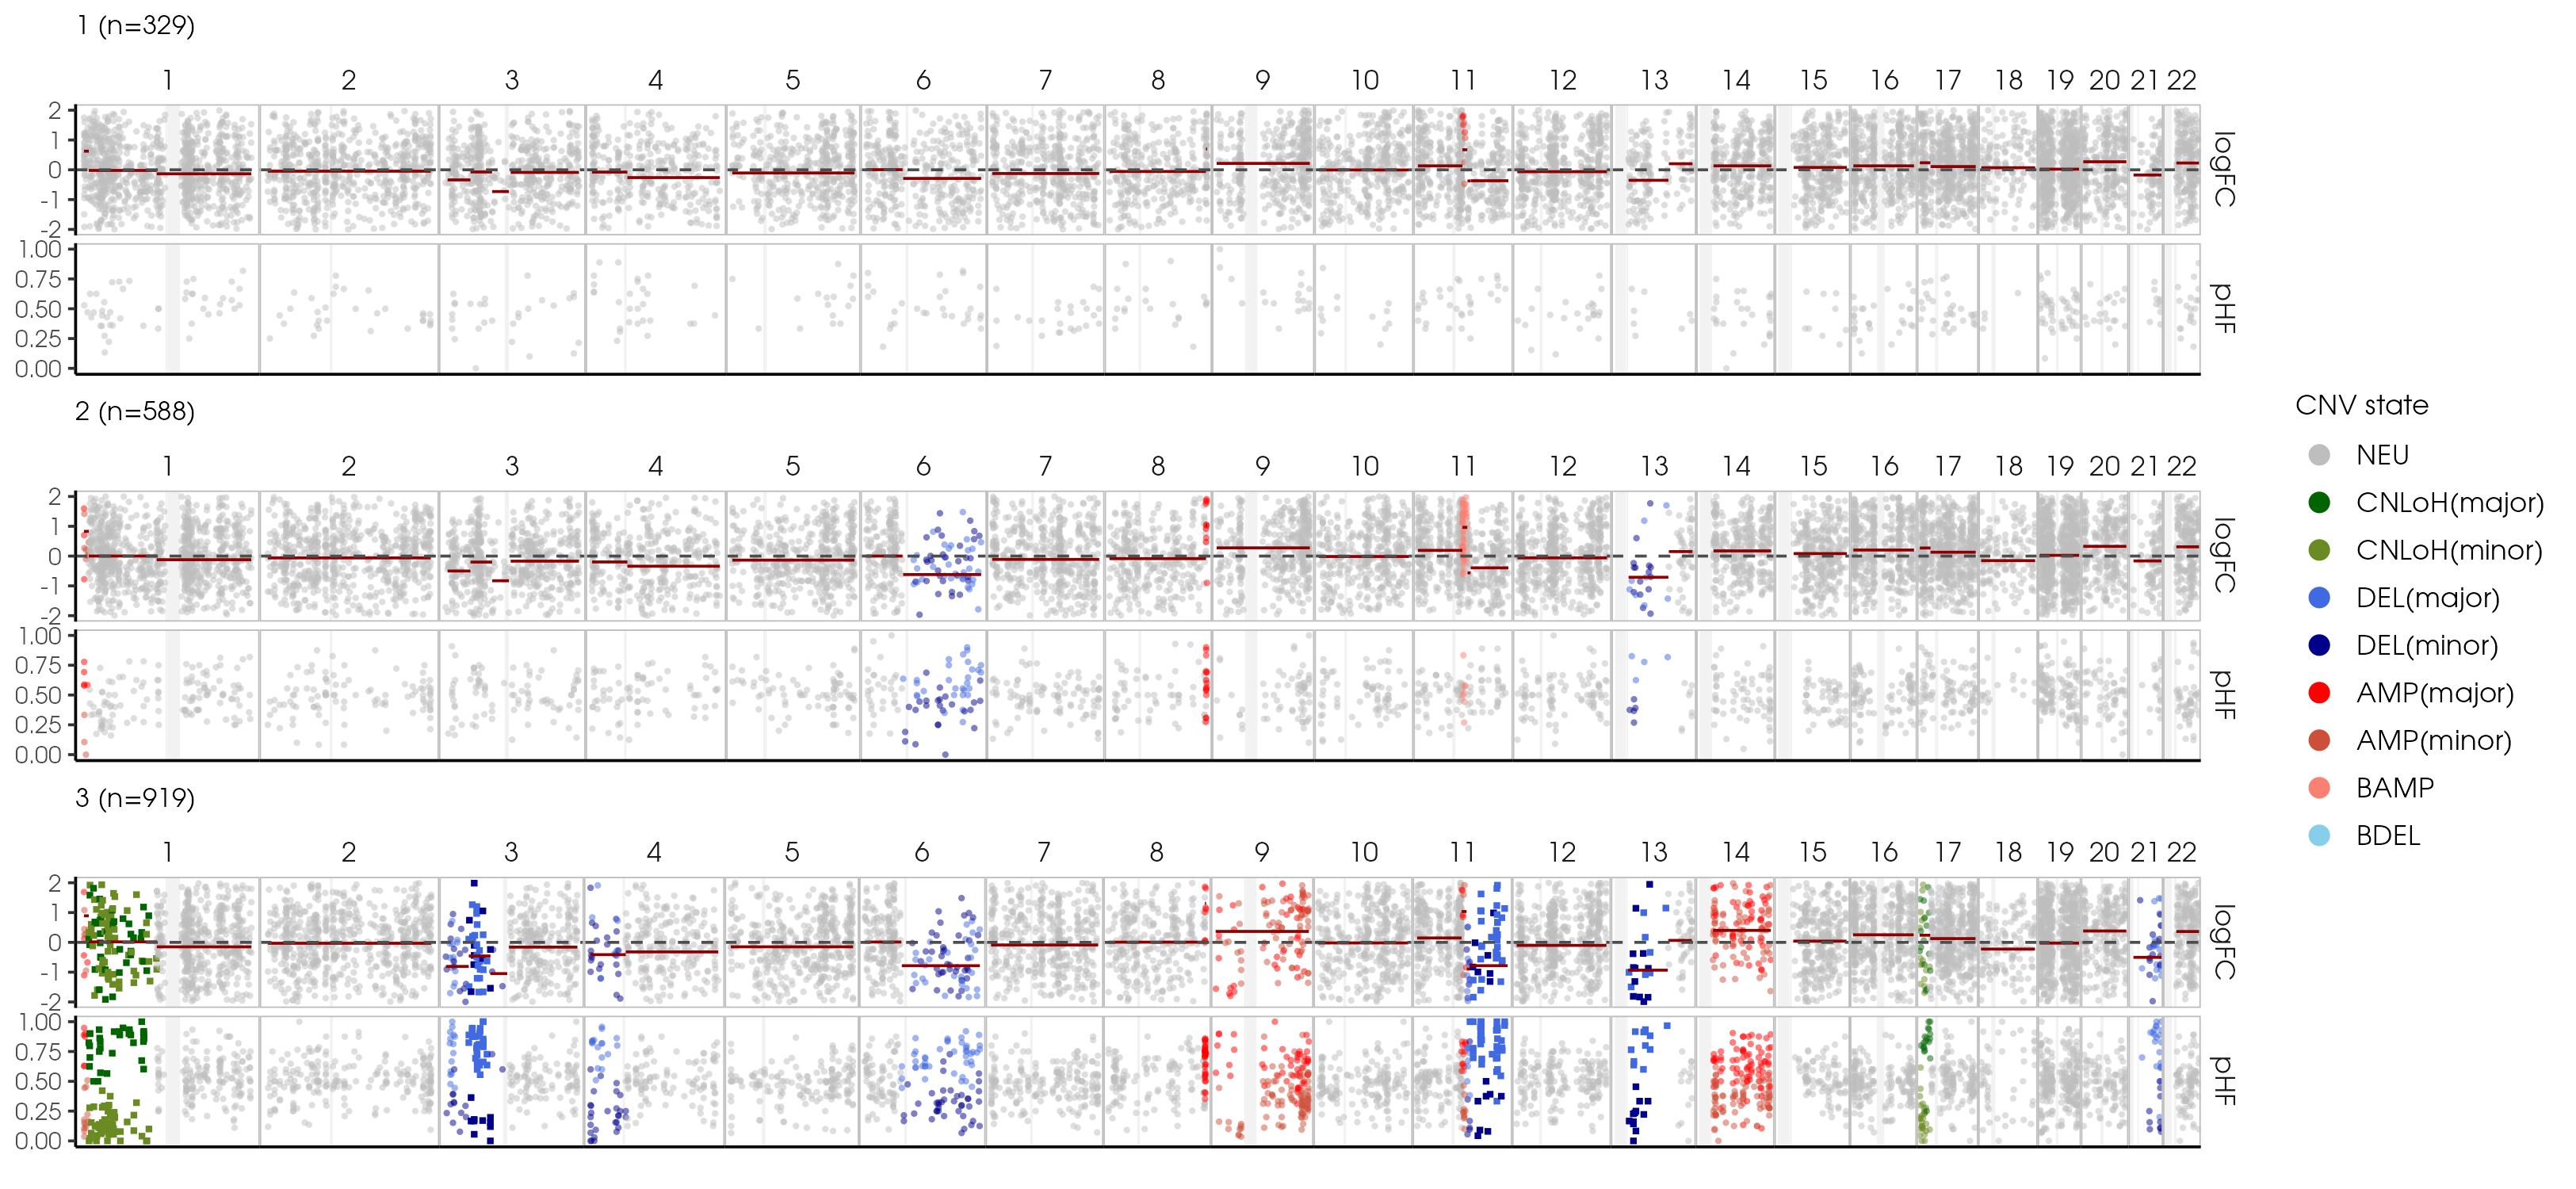 1 (n=329)
1 2 3 4 5 6 7 8 9 10 11 12 13 14 15 16 17 18 19 20 21 22
2
1
0
-1
-2
logFC
1.00
0.75
0.50
0.25
0.00
pHF
2 (n=588)
1 2 3 4 5 6 7 8 9 10 11 12 13 14 15 16 17 18 19 20 21 22
2
1
0
-1
-2
logFC
1.00
0.75
0.50
0.25
0.00
pHF
3 (n=919)
1 2 3 4 5 6 7 8 9 10 11 12 13 14 15 16 17 18 19 20 21 22
2
1
0
-1
-2
logFC
1.00
0.75
0.50
0.25
0.00
pHF
CNV state
NEU
CNLoH(major)
CNLoH(minor)
DEL(major)
DEL(minor)
AMP(major)
AMP(minor)
BAMP
BDEL